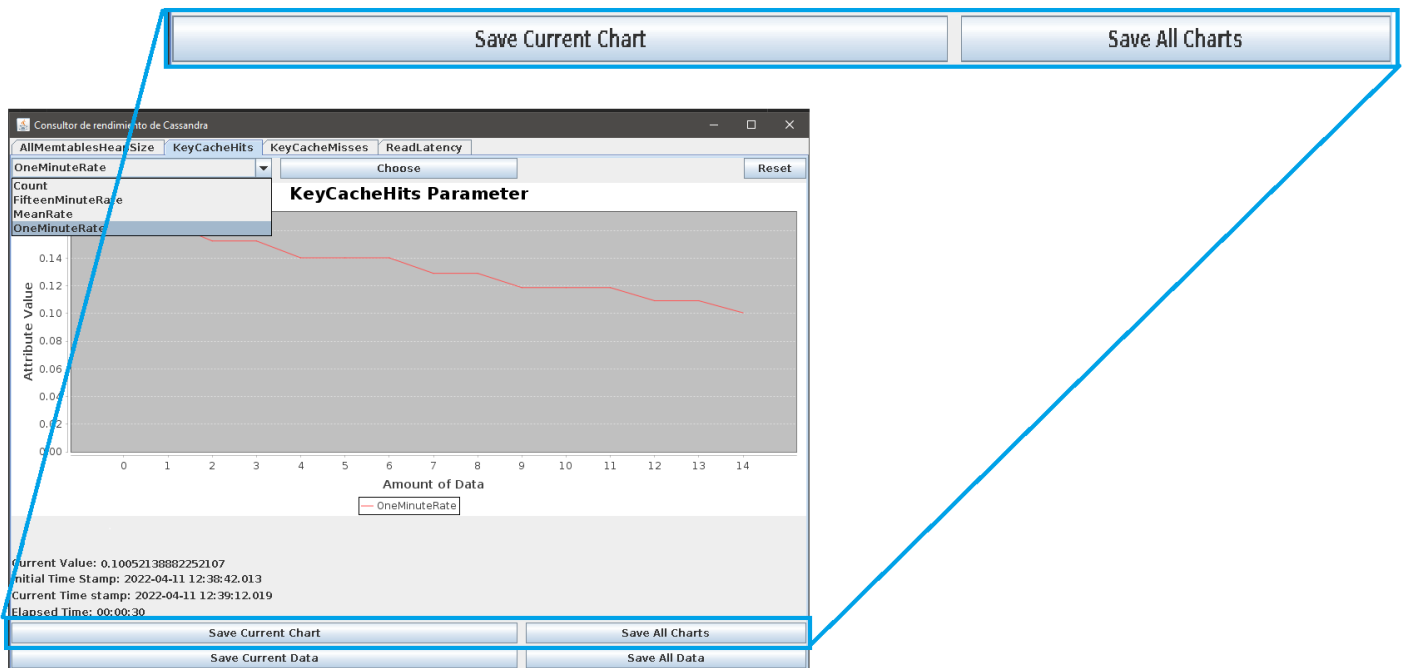 Save Current Chart Save All Charts
Consultor de rendimiento de Cassandra
AllMemtablesHeapSize KeyCacheHits KeyCacheMisses ReadLatency
OneMinuteRate Choose Reset
Count
FifteenMinuteRate
MeanRate
OneMinuteRate
KeyCacheHits Parameter
Attribute Value
0.14
0.12
0.10
0.08
0.06
0.04
0.02
0.00
0 1 2 3 4 5 6 7 8 9 10 11 12 13 14
Amount of Data
OneMinuteRate
Current Value: 0.10052138882252107
Initial Time Stamp: 2022-04-11 12:38:42.013
Current Time stamp: 2022-04-11 12:39:12.019
Elapsed Time: 00:00:30
Save Current Chart Save All Charts
Save Current Data Save All Data